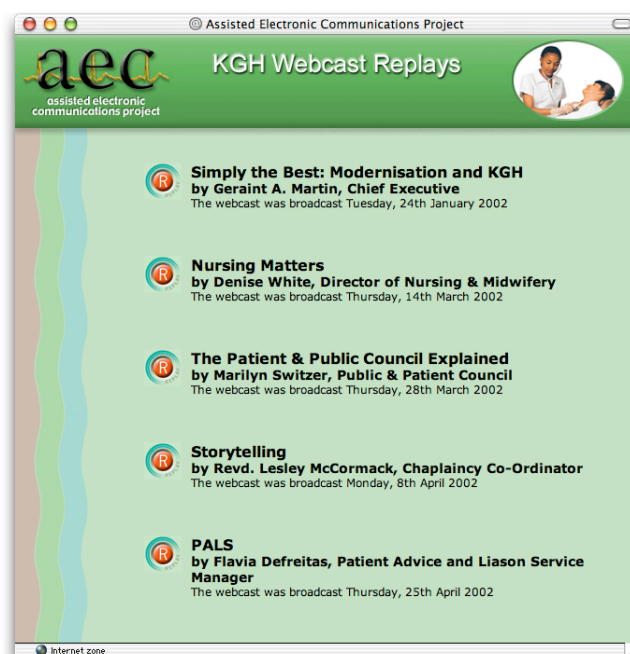 Assisted Electronic Communications Project
aec
assisted electronic
communications project
KGH Webcast Replays
R
REPLAY
Simply the Best: Modernisation and KGH
by Geraint A. Martin, Chief Executive
The webcast was broadcast Tuesday, 24th January 2002
R
REPLAY
Nursing Matters
by Denise White, Director of Nursing & Midwifery
The webcast was broadcast Thursday, 14th March 2002
R
REPLAY
The Patient & Public Council Explained
by Marilyn Switzer, Public & Patient Council
The webcast was broadcast Thursday, 28th March 2002
R
REPLAY
Storytelling
by Revd. Lesley McCormack, Chaplaincy Co-Ordinator
The webcast was broadcast Monday, 8th April 2002
R
REPLAY
PALS
by Flavia Defreitas, Patient Advice and Liason Service
Manager
The webcast was broadcast Thursday, 25th April 2002
Internet zone